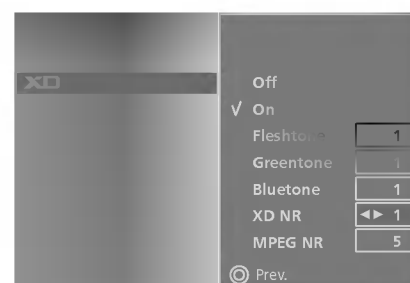 XD
Off
√ On
Fleshtone 1
Greentone 1
Bluetone 1
XD NR ◀▶ 1
MPEG NR 5
Prev.